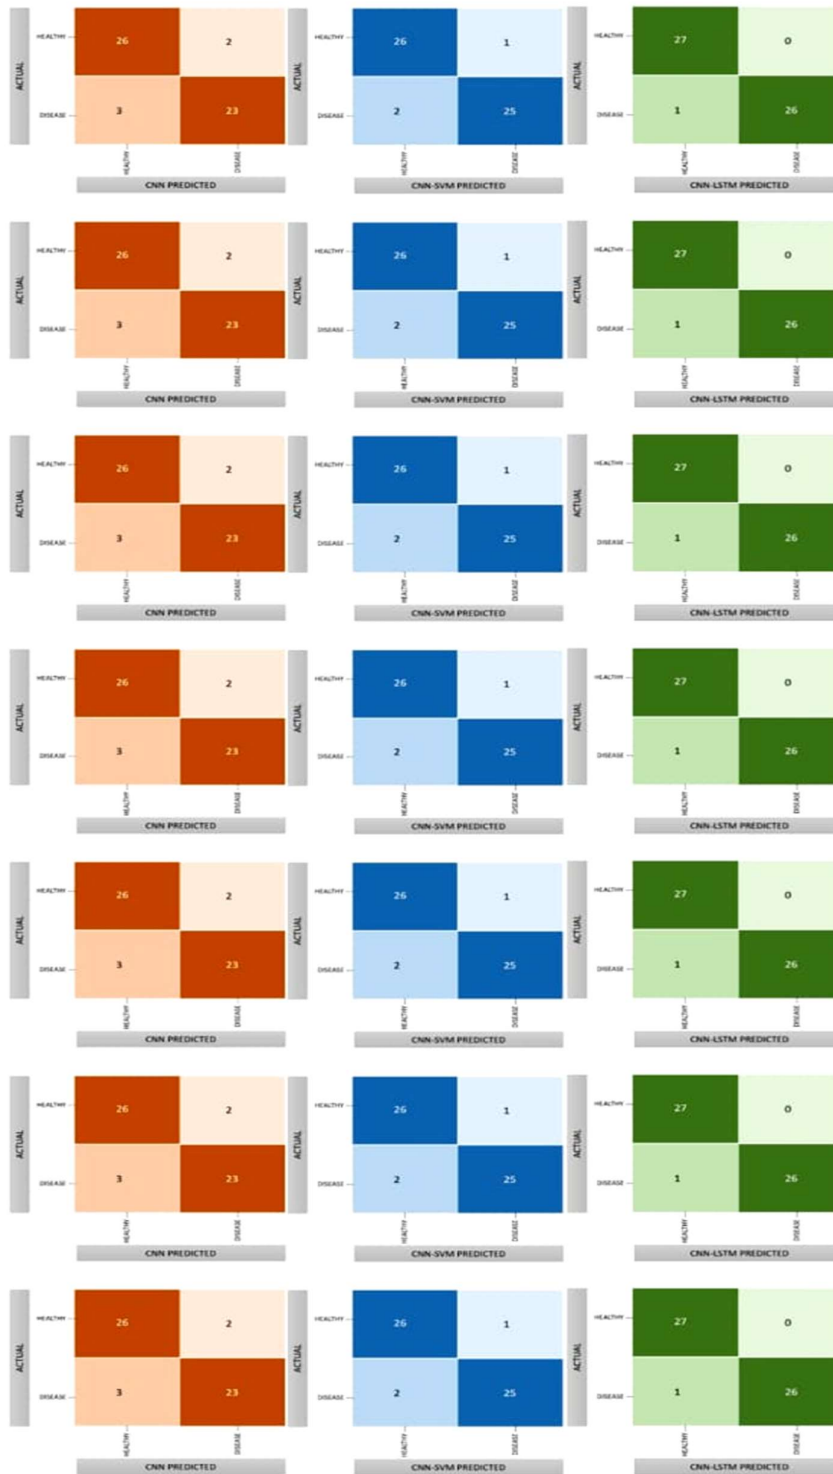 HEALTHY 26 2 HEALTHY 26 1 HEALTHY 27 0
ACTUAL ACTUAL ACTUAL
DISEASE 3 23 DISEASE 2 25 DISEASE 1 26
HEALTHY DISEASE HEALTHY DISEASE HEALTHY DISEASE
CNN PREDICTED CNN-SVM PREDICTED CNN-LSTM PREDICTED
HEALTHY 26 2 HEALTHY 26 1 HEALTHY 27 0
ACTUAL ACTUAL ACTUAL
DISEASE 3 23 DISEASE 2 25 DISEASE 1 26
HEALTHY DISEASE HEALTHY DISEASE HEALTHY DISEASE
CNN PREDICTED CNN-SVM PREDICTED CNN-LSTM PREDICTED
HEALTHY 26 2 HEALTHY 26 1 HEALTHY 27 0
ACTUAL ACTUAL ACTUAL
DISEASE 3 23 DISEASE 2 25 DISEASE 1 26
HEALTHY DISEASE HEALTHY DISEASE HEALTHY DISEASE
CNN PREDICTED CNN-SVM PREDICTED CNN-LSTM PREDICTED
HEALTHY 26 2 HEALTHY 26 1 HEALTHY 27 0
ACTUAL ACTUAL ACTUAL
DISEASE 3 23 DISEASE 2 25 DISEASE 1 26
HEALTHY DISEASE HEALTHY DISEASE HEALTHY DISEASE
CNN PREDICTED CNN-SVM PREDICTED CNN-LSTM PREDICTED
HEALTHY 26 2 HEALTHY 26 1 HEALTHY 27 0
ACTUAL ACTUAL ACTUAL
DISEASE 3 23 DISEASE 2 25 DISEASE 1 26
HEALTHY DISEASE HEALTHY DISEASE HEALTHY DISEASE
CNN PREDICTED CNN-SVM PREDICTED CNN-LSTM PREDICTED
HEALTHY 26 2 HEALTHY 26 1 HEALTHY 27 0
ACTUAL ACTUAL ACTUAL
DISEASE 3 23 DISEASE 2 25 DISEASE 1 26
HEALTHY DISEASE HEALTHY DISEASE HEALTHY DISEASE
CNN PREDICTED CNN-SVM PREDICTED CNN-LSTM PREDICTED
HEALTHY 26 2 HEALTHY 26 1 HEALTHY 27 0
ACTUAL ACTUAL ACTUAL
DISEASE 3 23 DISEASE 2 25 DISEASE 1 26
HEALTHY DISEASE HEALTHY DISEASE HEALTHY DISEASE
CNN PREDICTED CNN-SVM PREDICTED CNN-LSTM PREDICTED